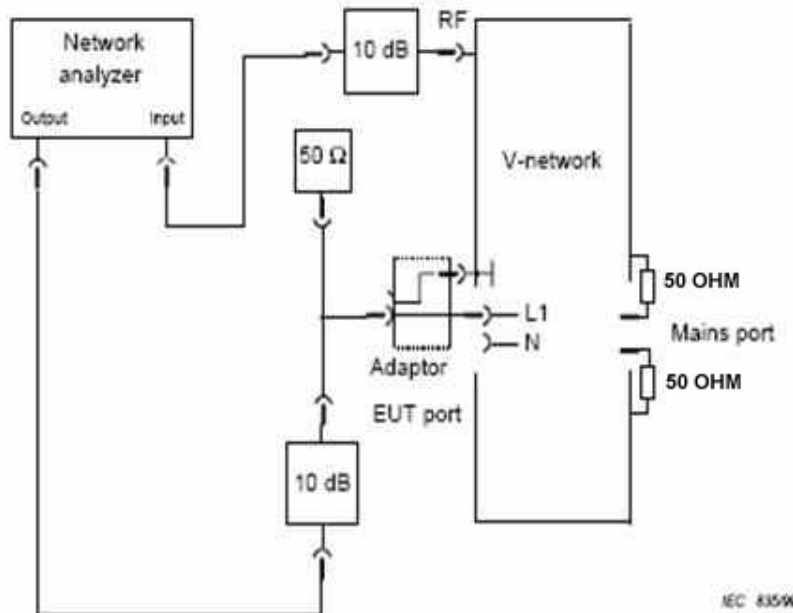 Network
analyzer
Output
Input
10 dB
RF
50 Ω
V-network
50 OHM
L1
N
Mains port
Adaptor
EUT port
50 OHM
10 dB